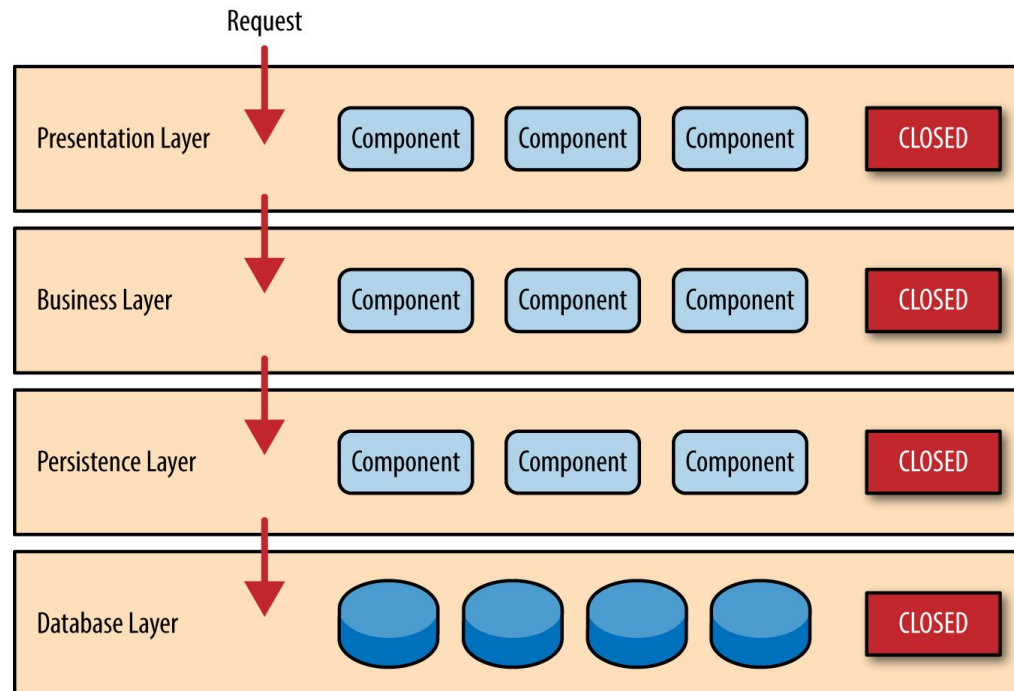 Request
Presentation Layer
Component
Component
Component
CLOSED
Business Layer
Component
Component
Component
CLOSED
Persistence Layer
Component
Component
Component
CLOSED
Database Layer
CLOSED